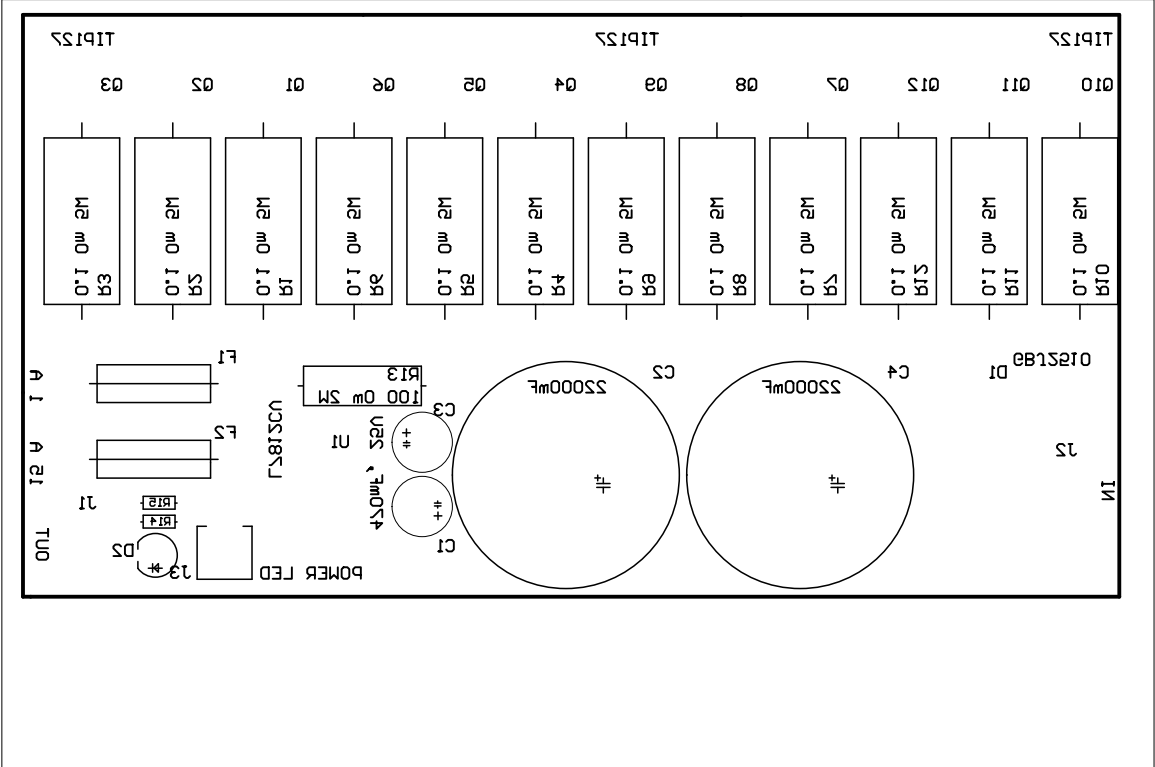 TIP127
TIP127
TIP127
Q3
Q2
Q1
Q6
Q5
Q4
Q9
Q8
Q7
Q12
Q11
Q10
0.1 Om 5W
R3
0.1 Om 5W
R2
0.1 Om 5W
R1
0.1 Om 5W
R6
0.1 Om 5W
R5
0.1 Om 5W
R4
0.1 Om 5W
R9
0.1 Om 5W
R8
0.1 Om 5W
R7
0.1 Om 5W
R12
0.1 Om 5W
R11
0.1 Om 5W
R10
F1
1 A
R13
100 Om 2W
C3
C2
22000mF
22000mF
C4
D1
GBJ2510
F2
15 A
L7812CV
U1
470mF, 25V
J2
IN
J1
R15
R14
OUT
D2
J3
POWER LED
C1